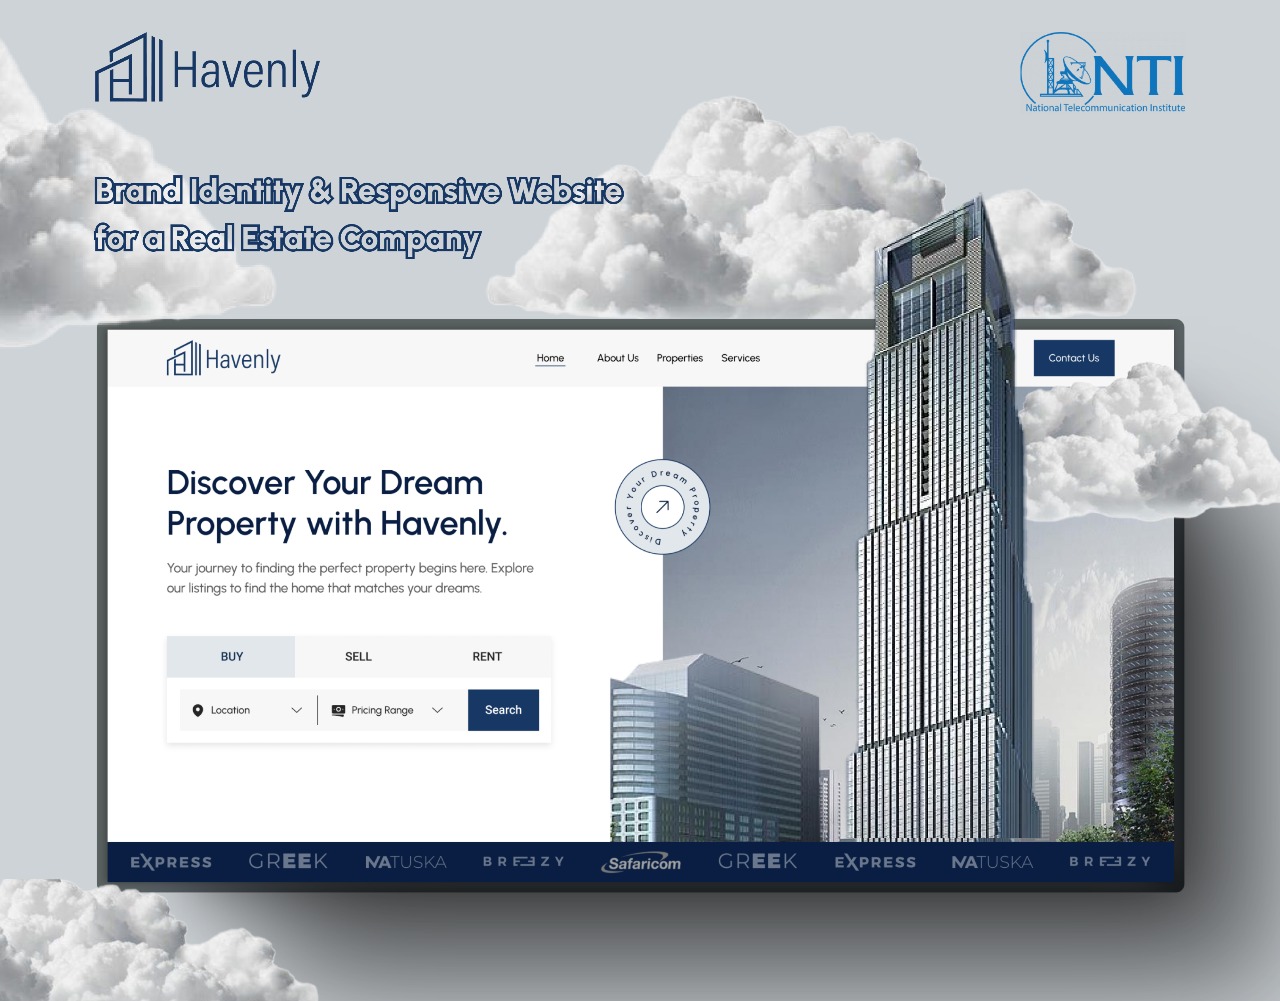 Havenly
NTI
National Telecommunication Institute
Brand Identity & Responsive Website
for a Real Estate Company
Havenly
Home
About Us
Properties
Services
Contact Us
Discover Your Dream
Property with Havenly.
Discover Your Dream Property
Your journey to finding the perfect property begins here. Explore
our listings to find the home that matches your dreams.
BUY
SELL
RENT
Location
Pricing Range
Search
EXPRESS
GREEK
NATUSKA
BREEZY
Safaricom
GREEK
EXPRESS
NATUSKA
BREEZY